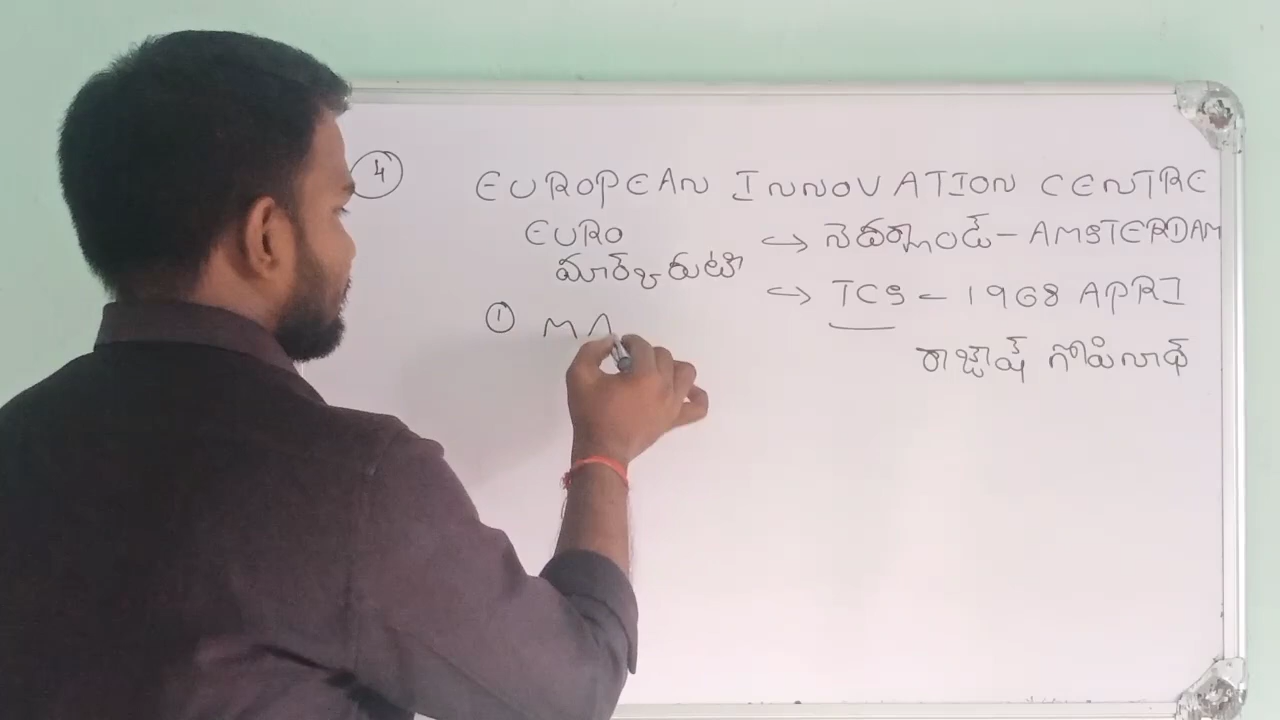 4
EUROPEAN INNOVATION CENTRE
EURO
మార్కెరుట
→ నెదర్లాండ్ - AMSTERDAM
→ TCS - 1968 APRI
రాజేష్ గోపినాథ్
① MA